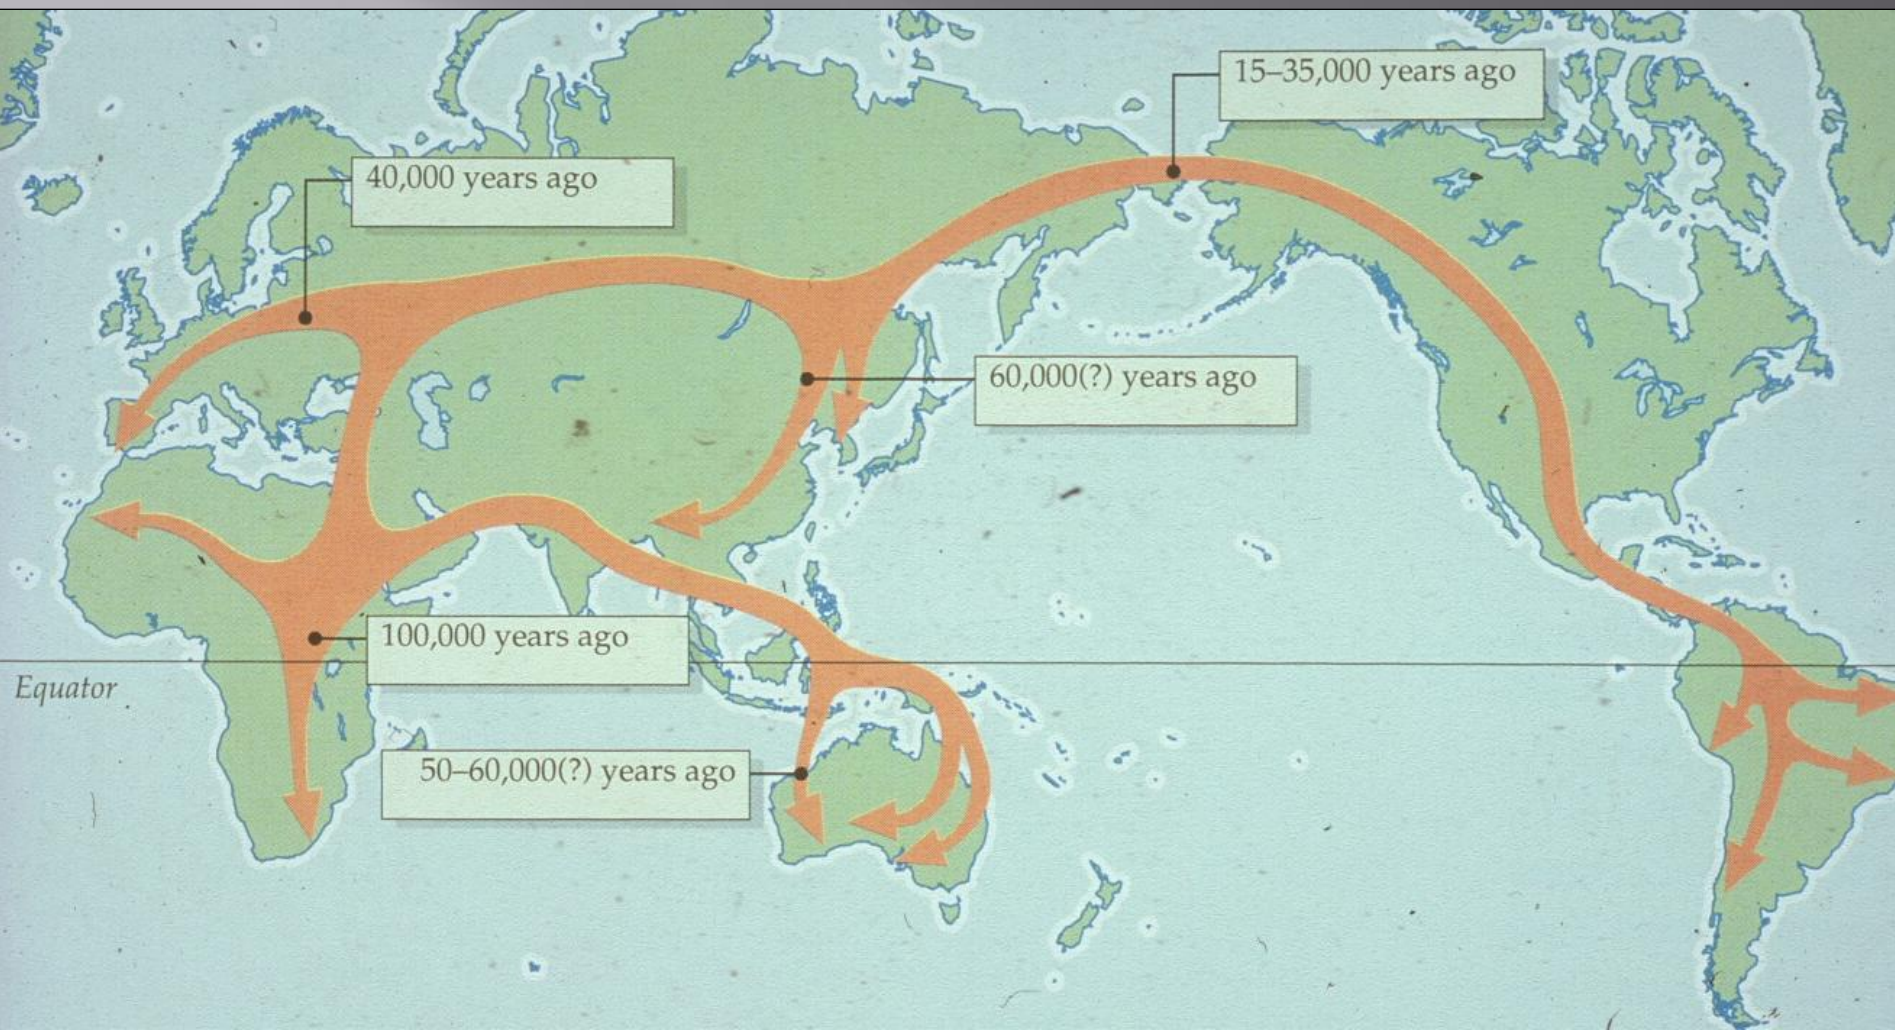 15–35,000 years ago
40,000 years ago
60,000(?) years ago
100,000 years ago
Equator
50–60,000(?) years ago